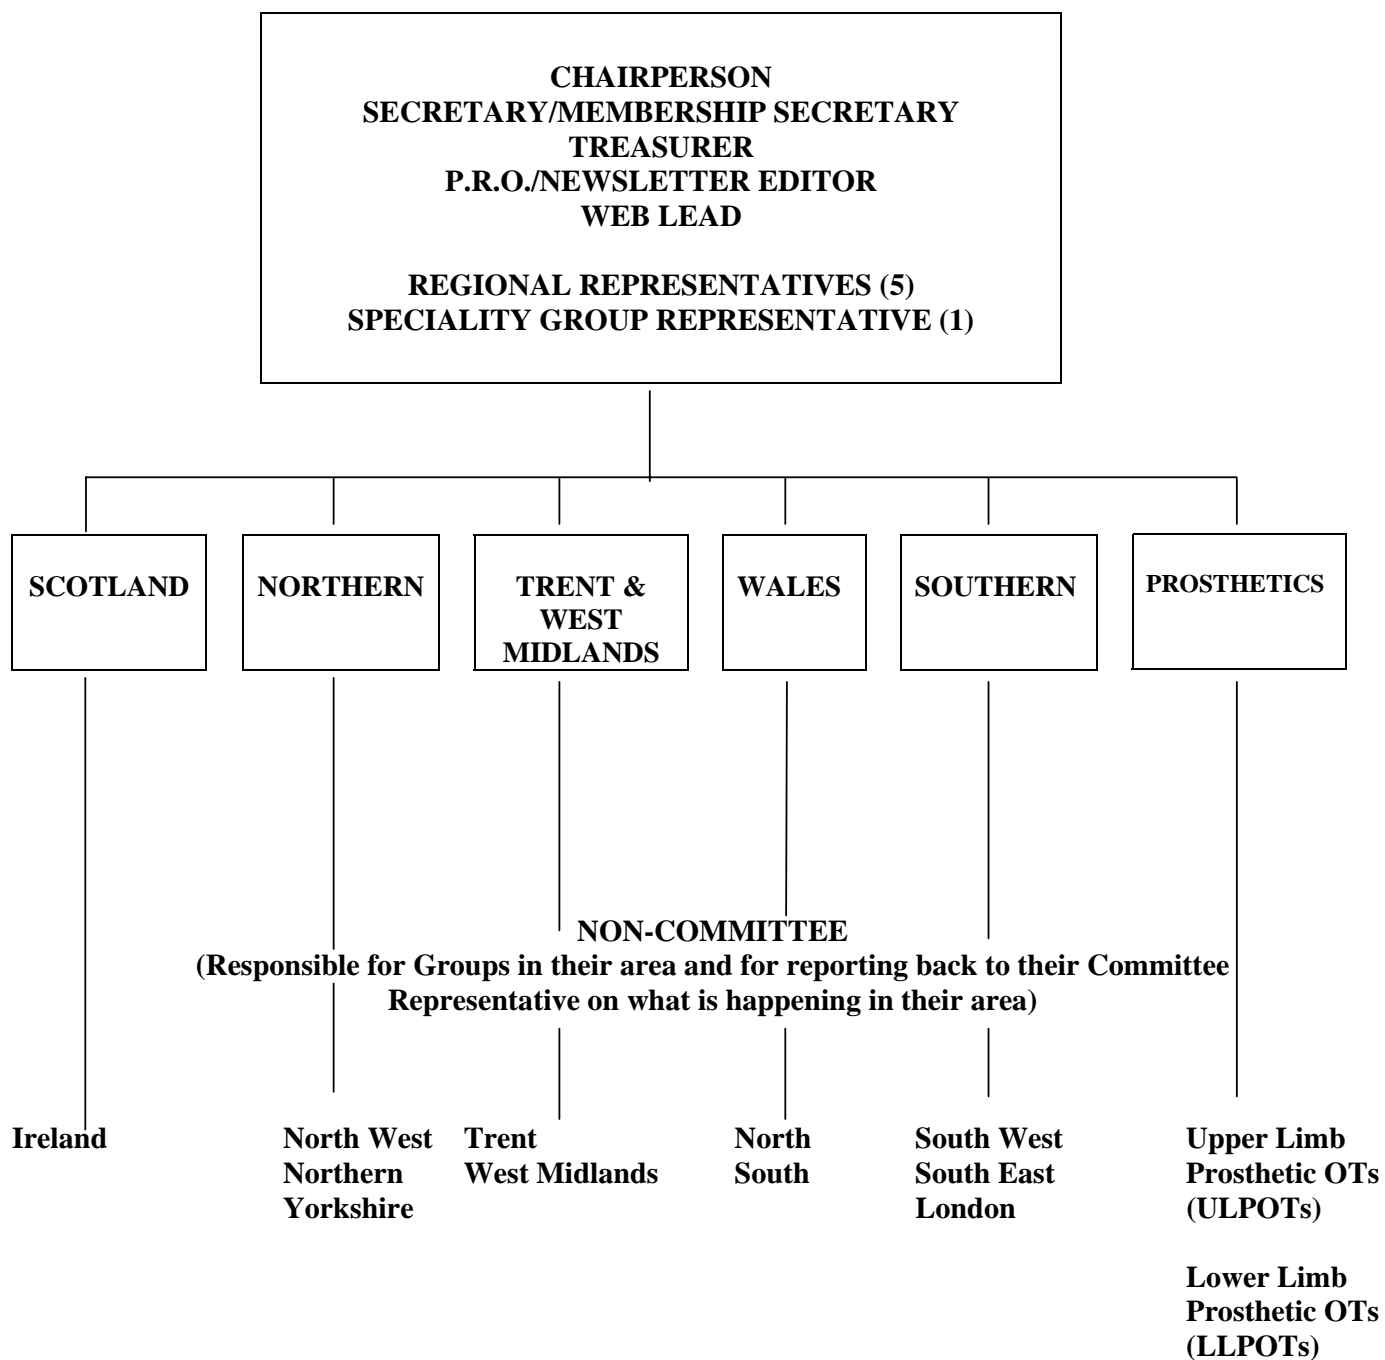 CHAIRPERSON
SECRETARY/MEMBERSHIP SECRETARY
TREASURER
P.R.O./NEWSLETTER EDITOR
WEB LEAD
REGIONAL REPRESENTATIVES (5)
SPECIALITY GROUP REPRESENTATIVE (1)
SCOTLAND
NORTHERN
TRENT &
WEST
MIDLANDS
WALES
SOUTHERN
PROSTHETICS
NON-COMMITTEE
(Responsible for Groups in their area and for reporting back to their Committee
Representative on what is happening in their area)
Ireland
North West
Northern
Yorkshire
Trent
West Midlands
North
South
South West
South East
London
Upper Limb
Prosthetic OTs
(ULPOTs)
Lower Limb
Prosthetic OTs
(LLPOTs)